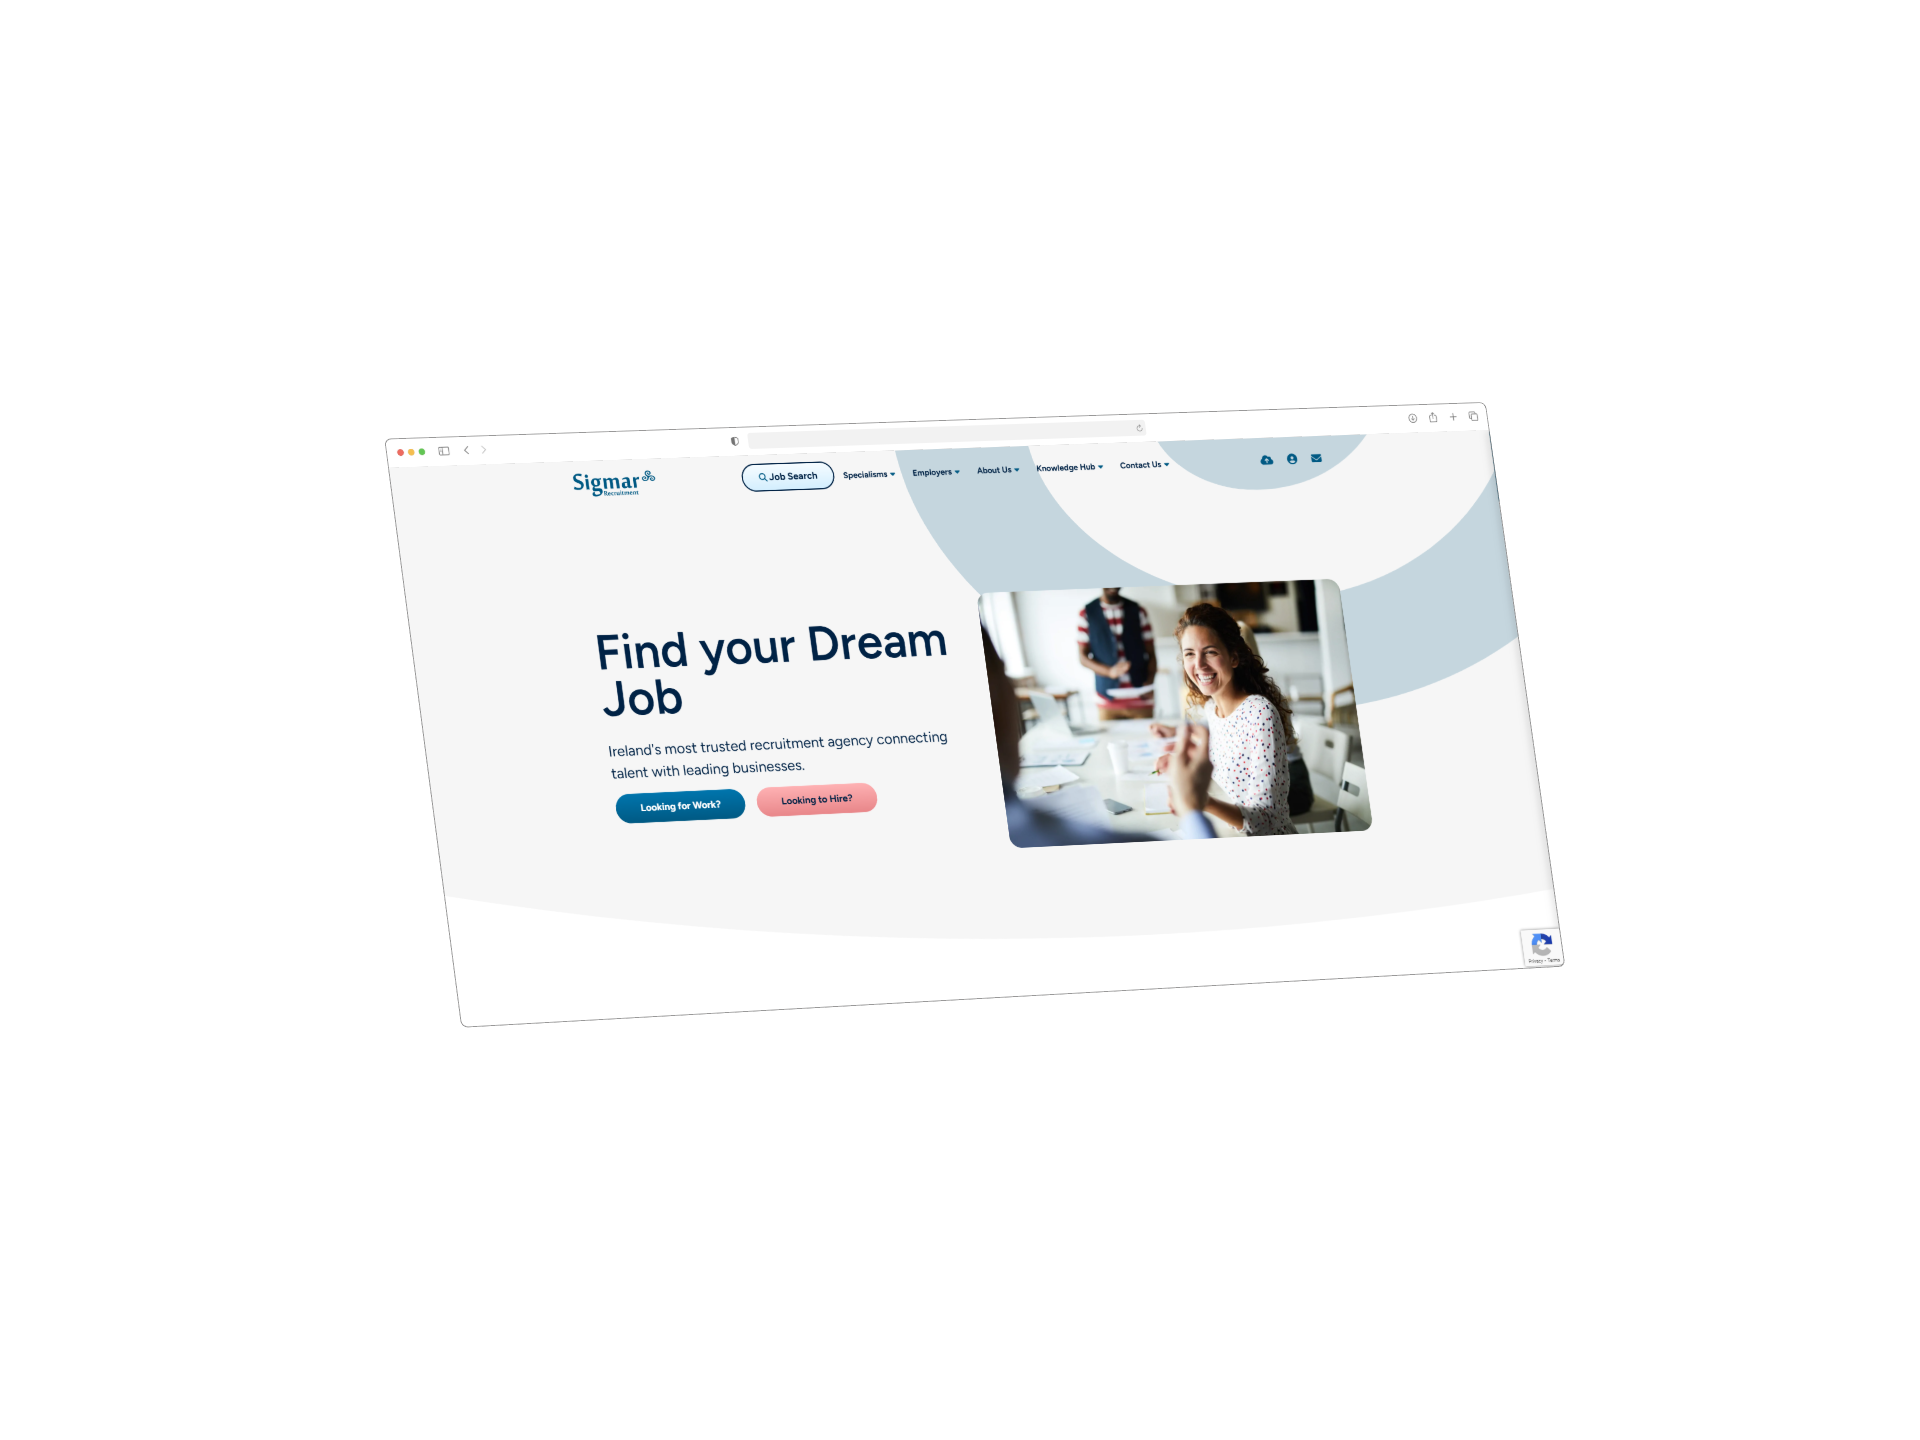 Sigmar
Recruitment
Job Search
Specialisms
Employers
About Us
Knowledge Hub
Contact Us
Find your Dream
Job
Ireland's most trusted recruitment agency connecting
talent with leading businesses.
Looking for Work?
Looking to Hire?
Privacy - Terms